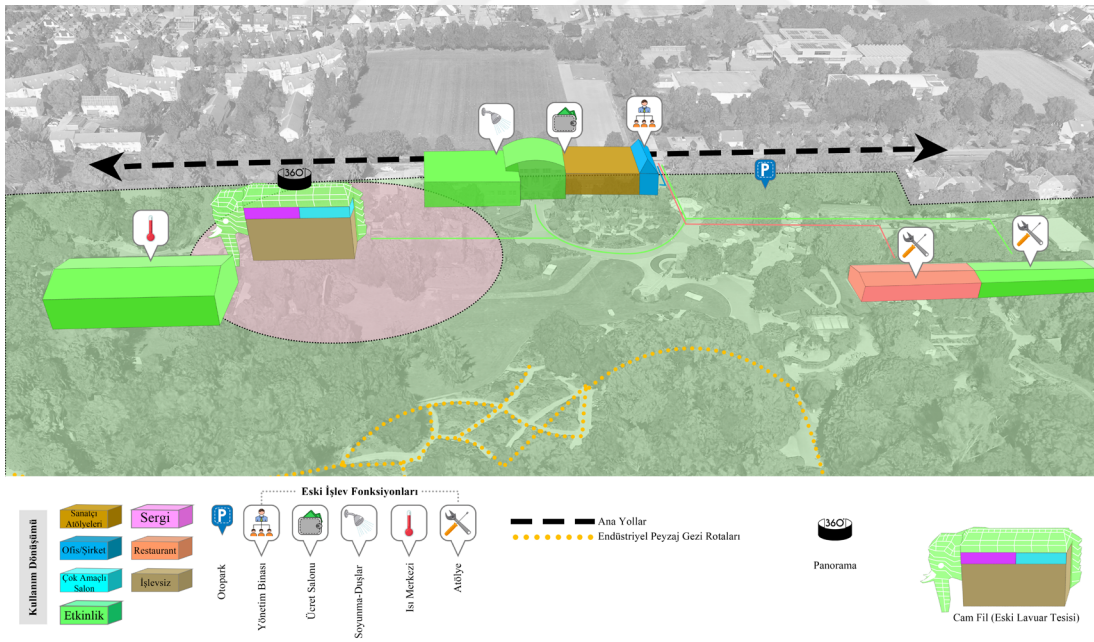 360°
P
Eski İşlev Fonksiyonları
Kullanım Dönüşümü
Sanatçı
Atölyeleri
Sergi
Ofis/Şirket
Restaurant
Çok Amaçlı
Salon
İşlevsiz
Etkinlik
P
Otopark
Yönetim Binası
Ücret Salonu
Soyunma-Duşlar
Isı Merkezi
Atölye
Ana Yollar
Endüstriyel Peyzaj Gezi Rotaları
360°
Panorama
Cam Fil (Eski Lavuar Tesisi)